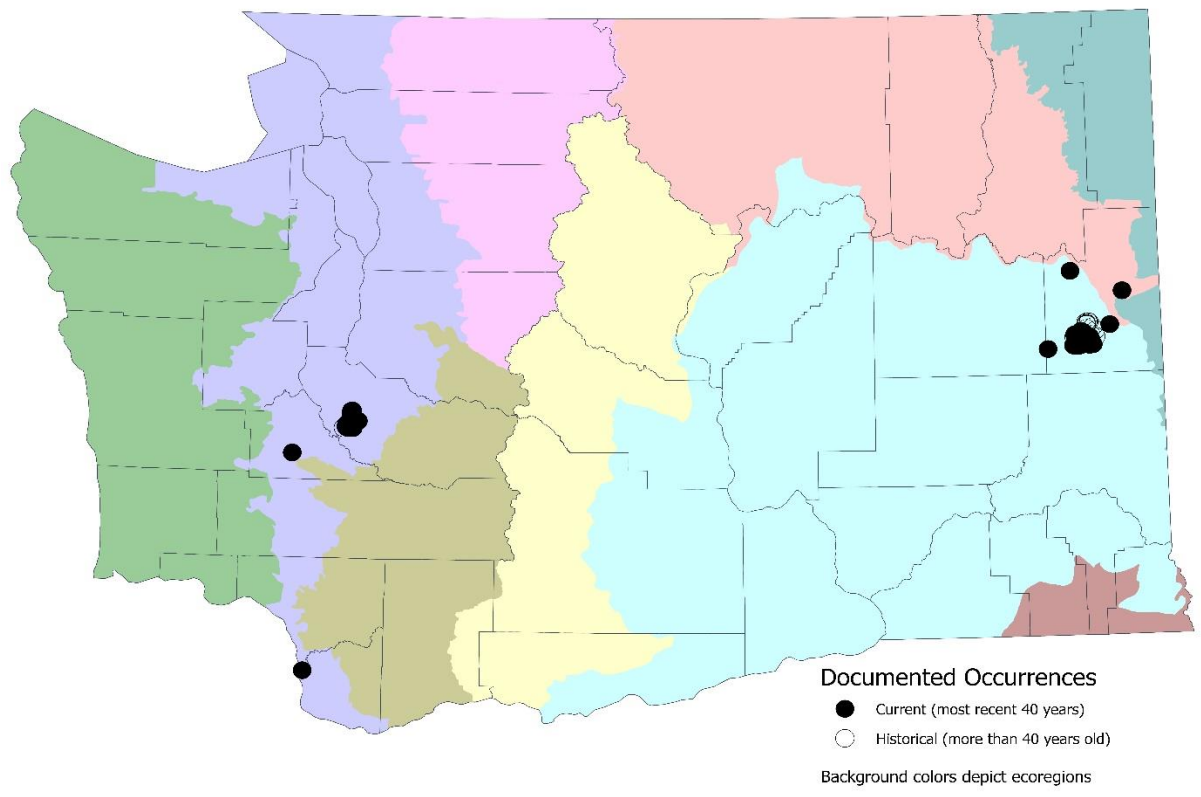 Documented Occurrences
Current (most recent 40 years)
Historical (more than 40 years old)
Background colors depict ecoregions